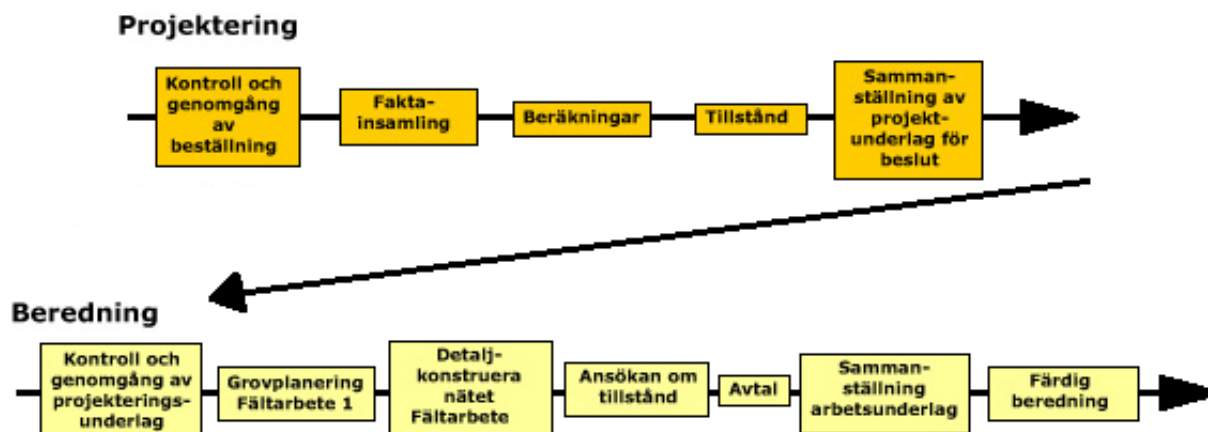 Projektering
Kontroll och
genomgång
av
beställning
Fakta-
insamling
Beräkningar
Tillstånd
Samman-
ställning av
projekt-
underlag för
beslut
Beredning
Kontroll och
genomgång av
projekterings-
underlag
Grovplanering
Fältarbete 1
Detalj-
konstruera
nätet
Fältarbete
Ansökan om
tillstånd
Avtal
Samman-
ställning
arbetsunderlag
Färdig
beredning